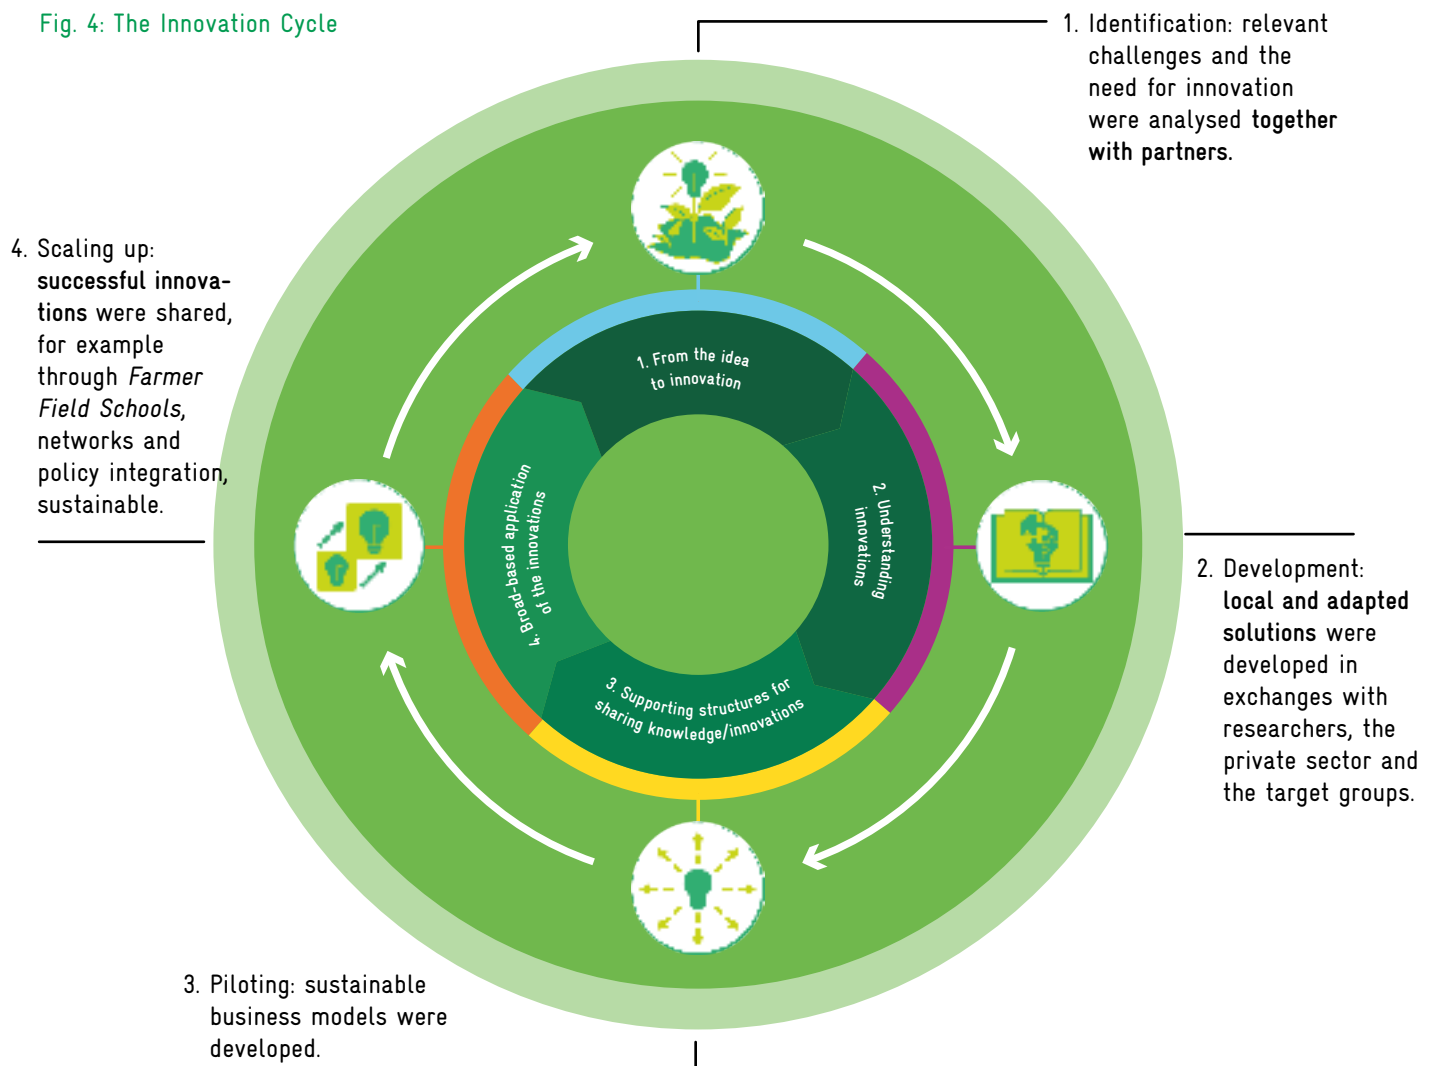 Fig. 4: The Innovation Cycle
1. Identification: relevant
challenges and the
need for innovation
were analysed together
with partners.
4. Scaling up:
successful innova-
tions were shared,
for example
through Farmer
Field Schools,
networks and
policy integration,
sustainable.
1. From the idea
to innovation
2. Understanding
innovations
3. Supporting structures for
sharing knowledge/innovations
4. Broad-based application
of the innovations
2. Development:
local and adapted
solutions were
developed in
exchanges with
researchers, the
private sector and
the target groups.
3. Piloting: sustainable
business models were
developed.